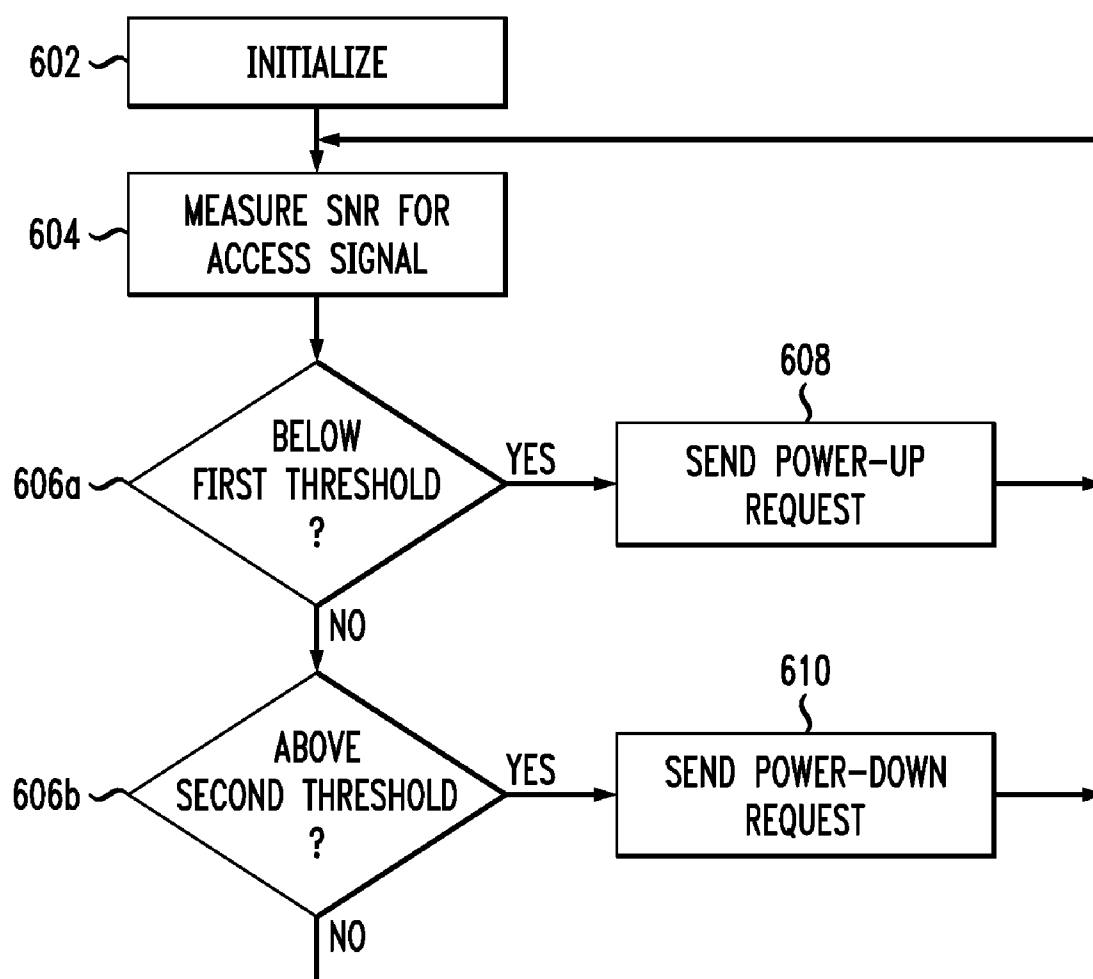 602
INITIALIZE
604
MEASURE SNR FOR
ACCESS SIGNAL
606a
BELOW
FIRST THRESHOLD
?
YES
608
SEND POWER-UP
REQUEST
NO
606b
ABOVE
SECOND THRESHOLD
?
YES
610
SEND POWER-DOWN
REQUEST
NO